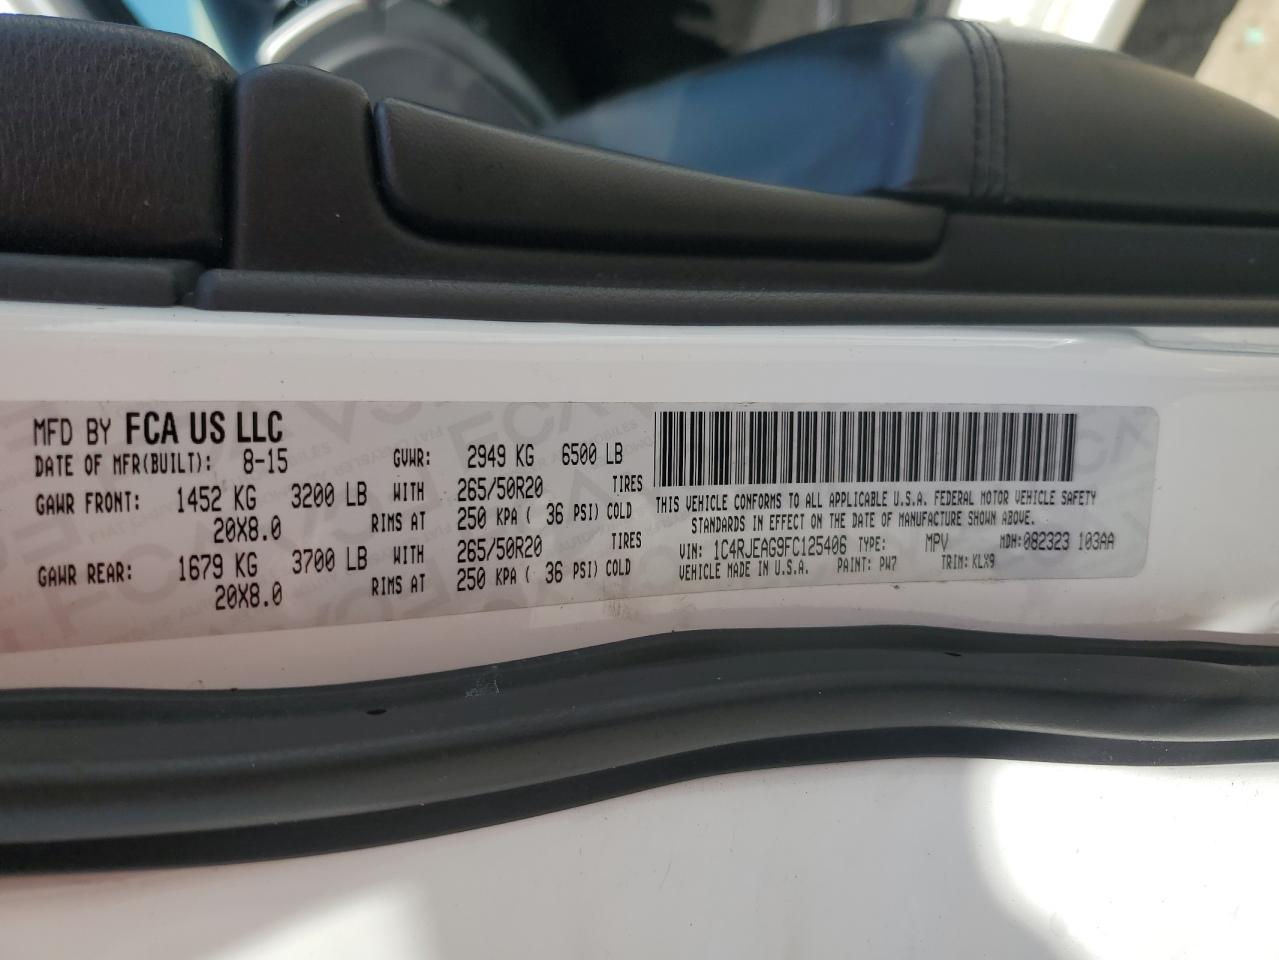 MFD BY FCA US LLC
DATE OF MFR(BUILT): 8-15 GVWR: 2949 KG 6500 LB
GAWR FRONT: 1452 KG 3200 LB WITH 265/50R20 TIRES
20X8.0 RIMS AT 250 KPA ( 36 PSI) COLD
GAWR REAR: 1679 KG 3700 LB WITH 265/50R20 TIRES
20X8.0 RIMS AT 250 KPA ( 36 PSI) COLD
THIS VEHICLE CONFORMS TO ALL APPLICABLE U.S.A. FEDERAL MOTOR VEHICLE SAFETY
STANDARDS IN EFFECT ON THE DATE OF MANUFACTURE SHOWN ABOVE.
VIN: 1C4RJEAG9FC125406 TYPE: MPV MDH:082323 103AA
VEHICLE MADE IN U.S.A. PAINT: PW7 TRIM: KLX9